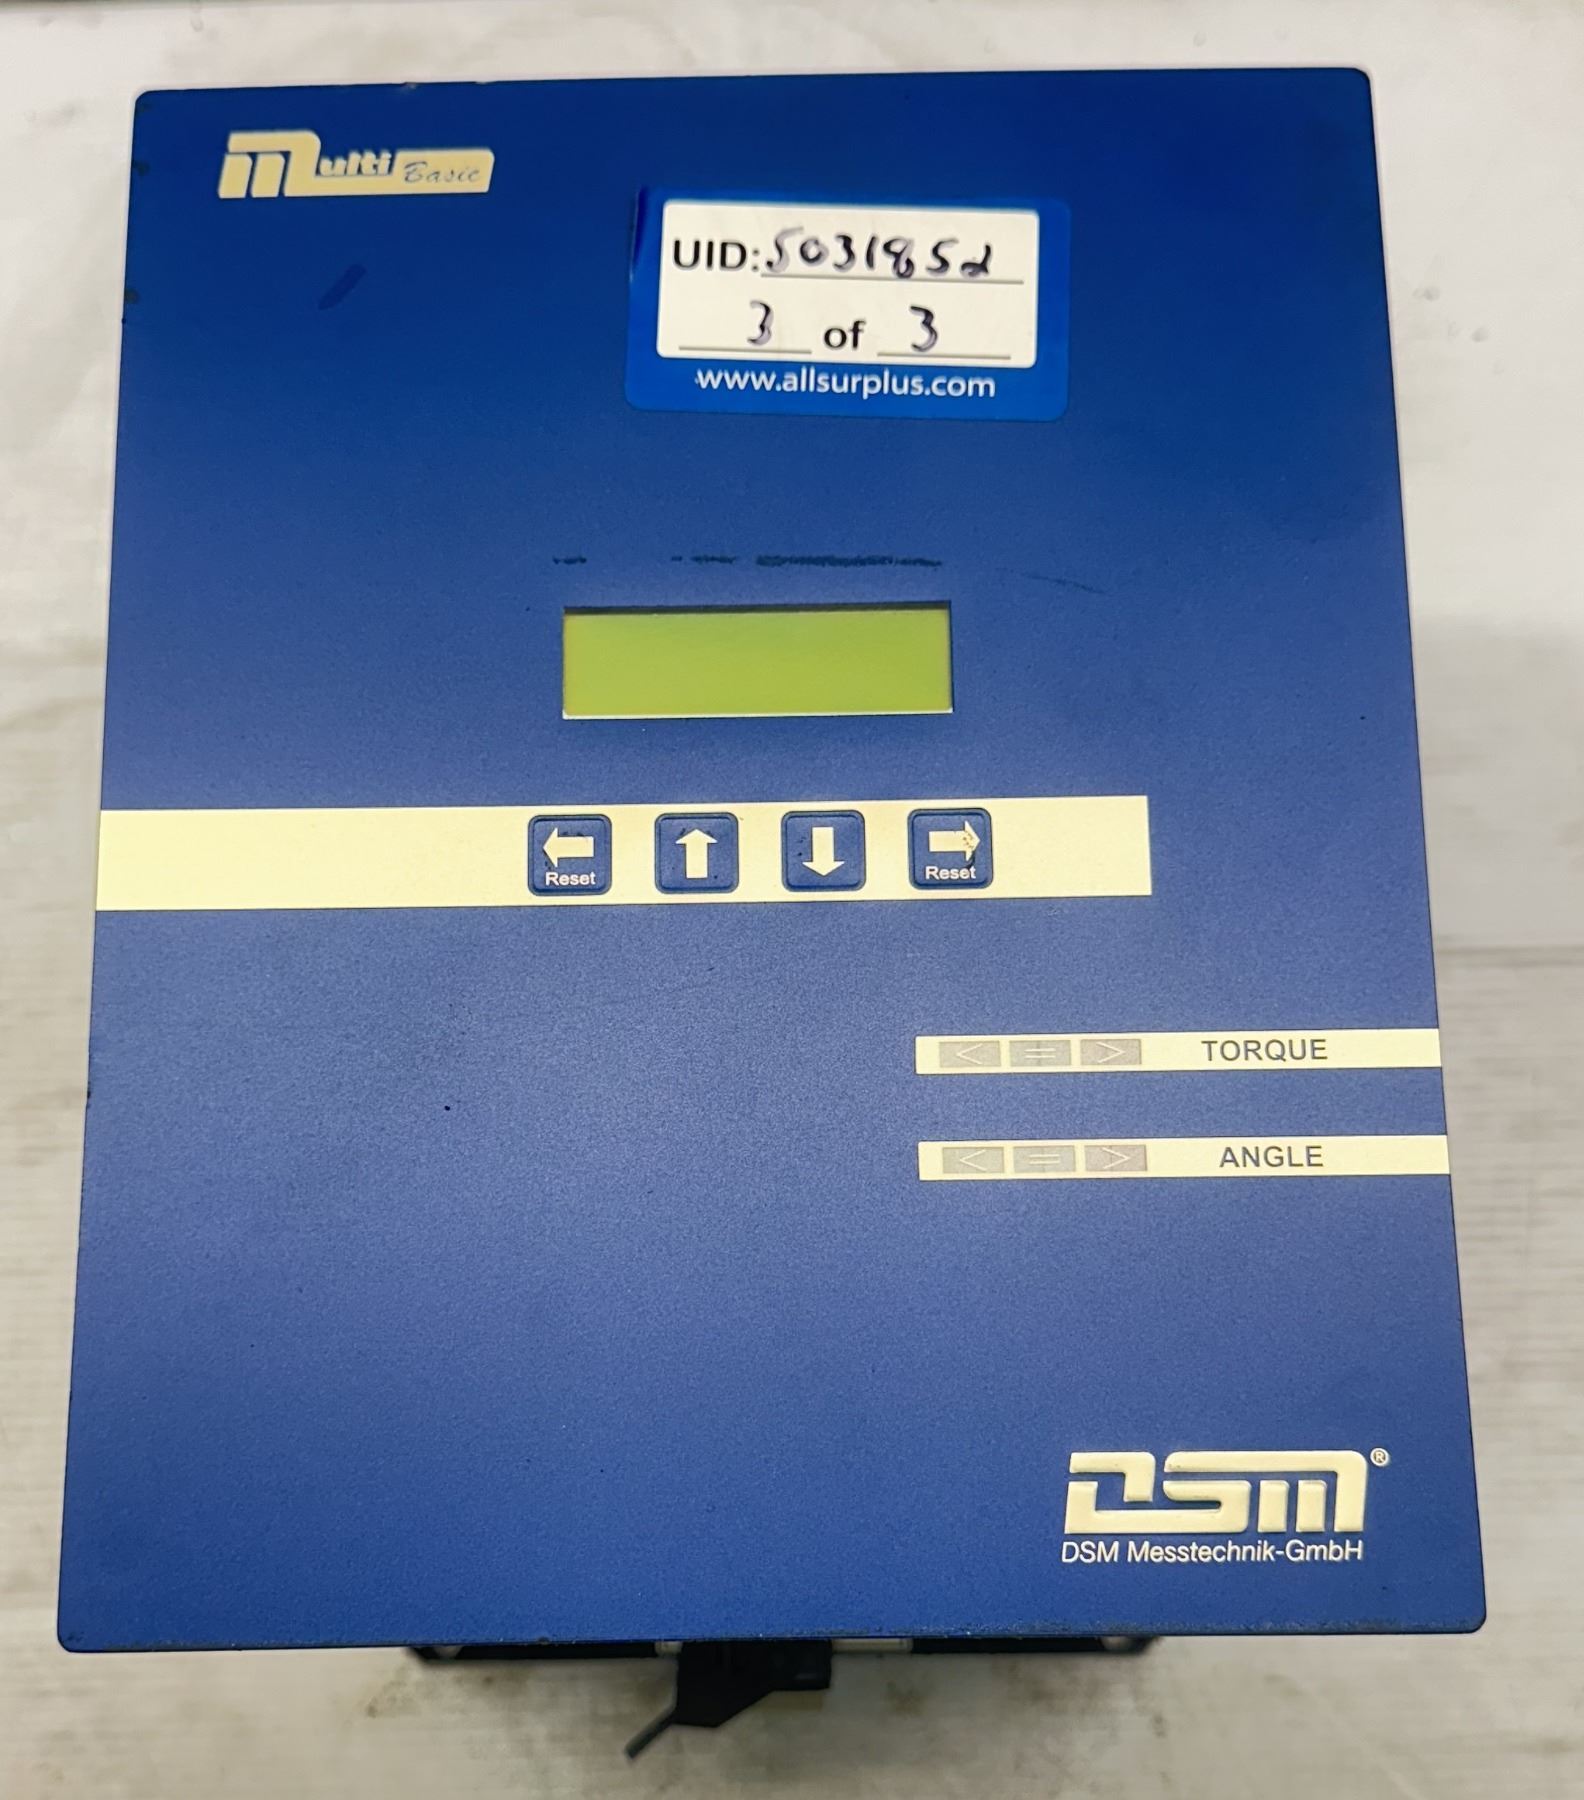 Multi Basic
UID: 5031852
3 of 3
www.allsurplus.com
Reset
Reset
< = > TORQUE
< = > ANGLE
DSM®
DSM Messtechnik-GmbH